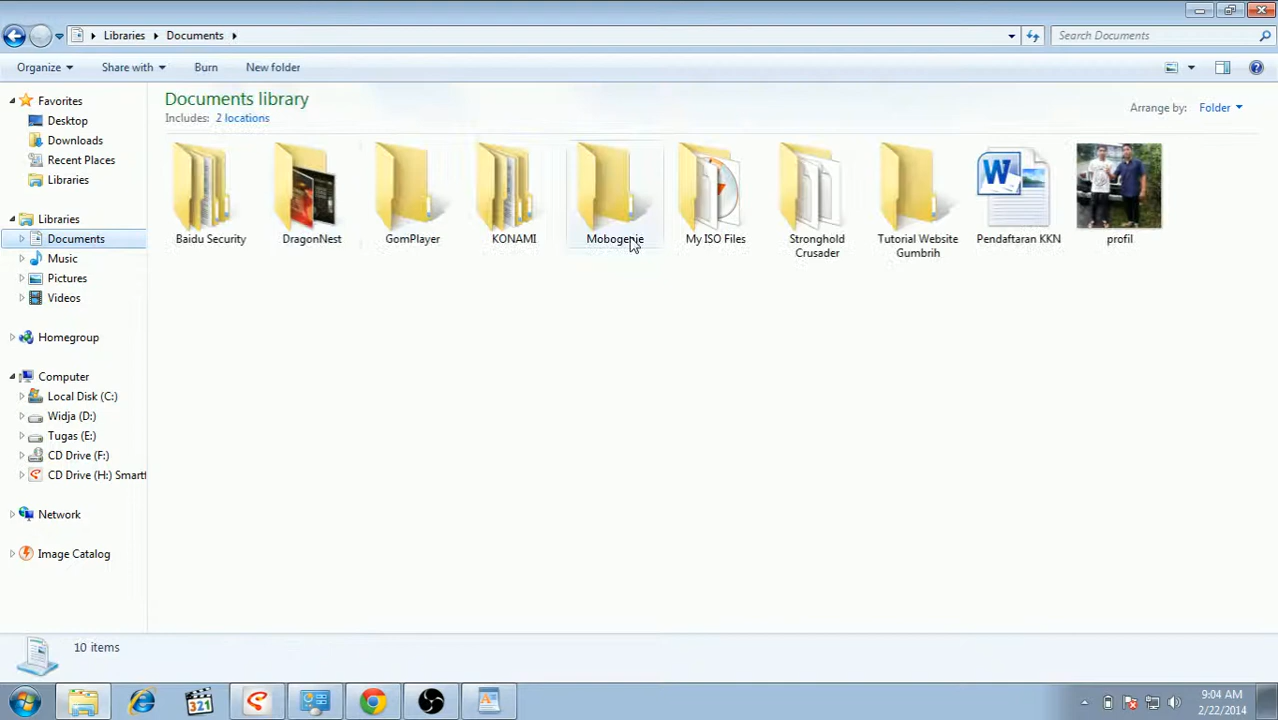 Libraries
Documents
Search Documents
Organize
Share with
Burn
New folder
Favorites
Desktop
Downloads
Recent Places
Libraries
Libraries
Documents
Music
Pictures
Videos
Homegroup
Computer
Local Disk (C:)
Widja (D:)
Tugas (E:)
CD Drive (F:)
CD Drive (H:) Smartf
Network
Image Catalog
Documents library
Includes: 2 locations
Arrange by: Folder
Baidu Security
DragonNest
GomPlayer
KONAMI
Mobogenie
My ISO Files
Stronghold
Crusader
Tutorial Website
Gumbrih
Pendaftaran KKN
profil
10 items
321
9:04 AM
2/22/2014